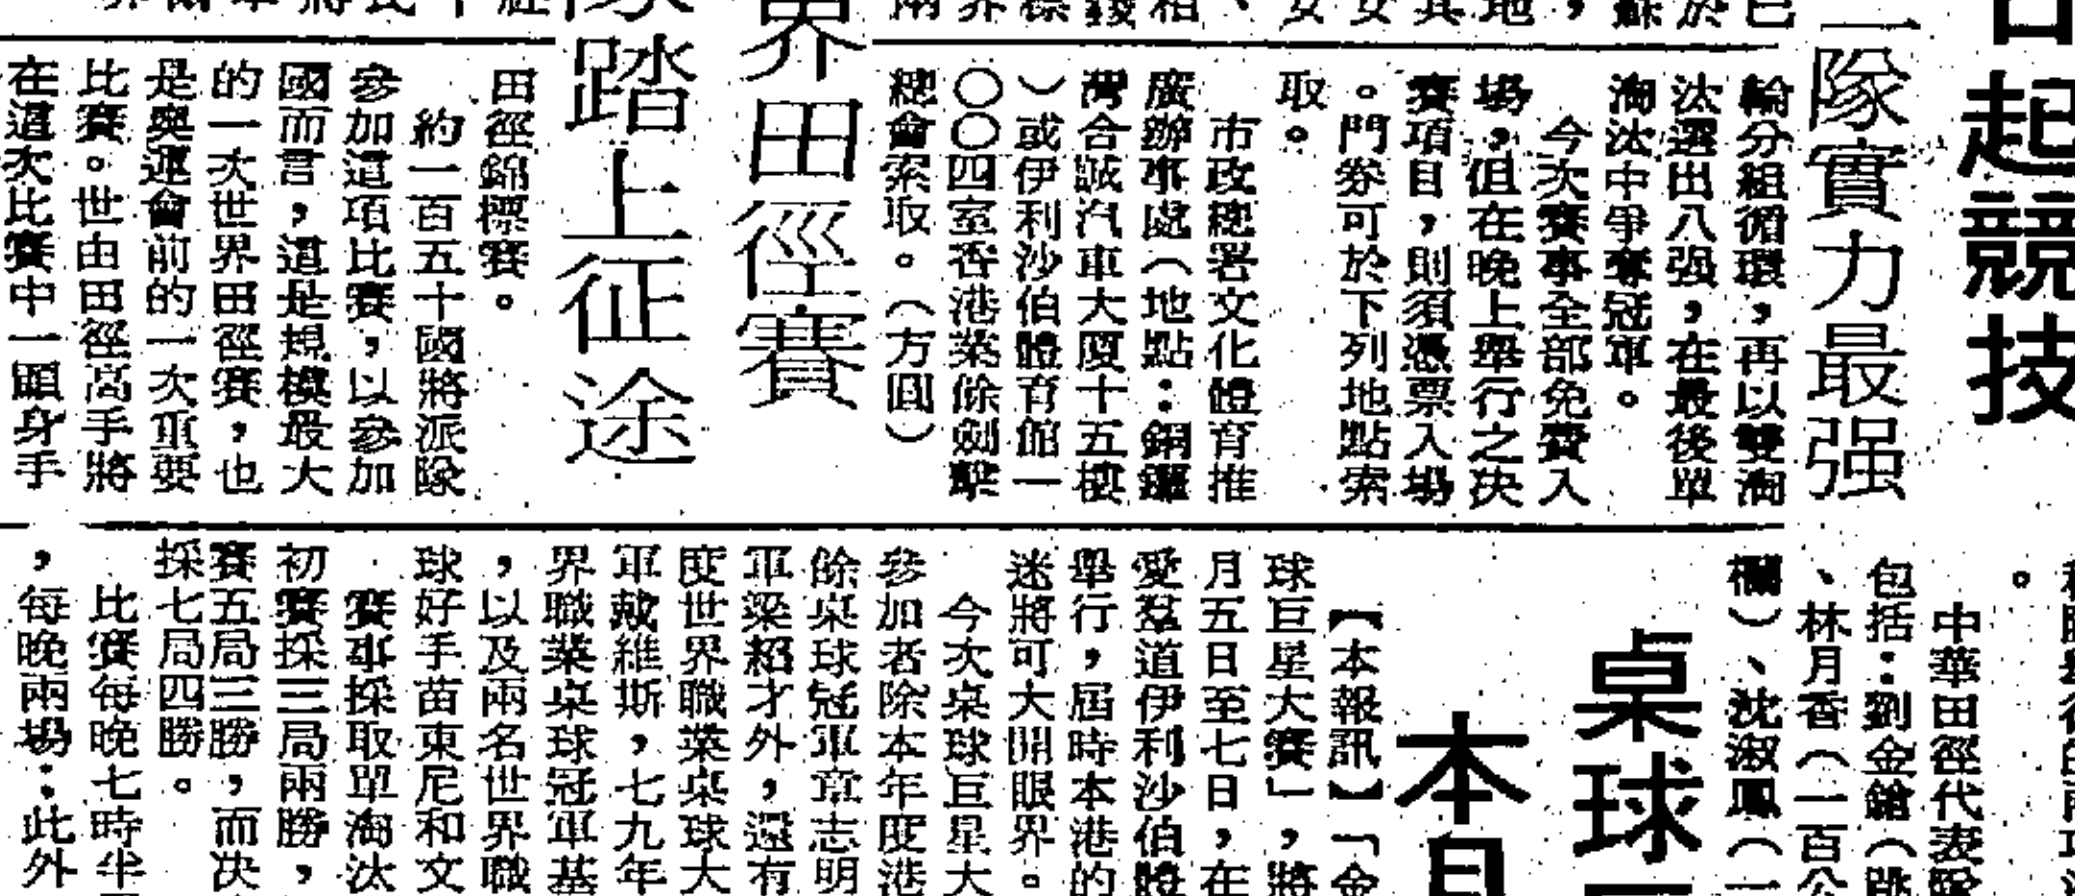 起競技
二隊實力最强
輪分組循環，再以雙淘
汰選出八强，在最後單
淘汰中爭奪冠軍。
今次賽事全部免費入
場，但在晚上舉行之决
賽項目，則須憑票入場
。門券可於下列地點索
取。
市政總署文化體育推
廣辦事處（地點：銅鑼
灣合誠汽車大廈十五樓
）或伊利沙伯體育館一
〇〇四室香港業餘劍擊
總會索取。（方圓）
界田徑賽
隊踏上征途
田徑錦標賽。
約一百五十國將派隊
參加這項比賽，以參加
國而言，這是規模最大
的一次世界田徑賽，也
是奧運會前的一次重要
比賽。世由田徑高手將
在這次比賽中一顯身手
。
中華田徑代表隊
包括：劉金鎗（跳
、林月香（一百公
欄）、沈淑鳳（一
桌球
本月
【本報訊】「金
球巨星大賽」，將
月五日至七日，在
愛羣道伊利沙伯體
舉行，屆時本港的
迷將可大開眼界。
今次桌球巨星大
參加者除本年度港
餘桌球冠軍章志明
軍梁紹才外，還有
度世界職業桌球大
軍戴維斯，七九年
界職業桌球冠軍基
，以及兩名世界職
球好手苗東尼和文
賽事採取單淘汰
初賽採三局兩勝，
賽五局三勝，而决
採七局四勝。
比賽每晚七時半
，每晚兩場；此外